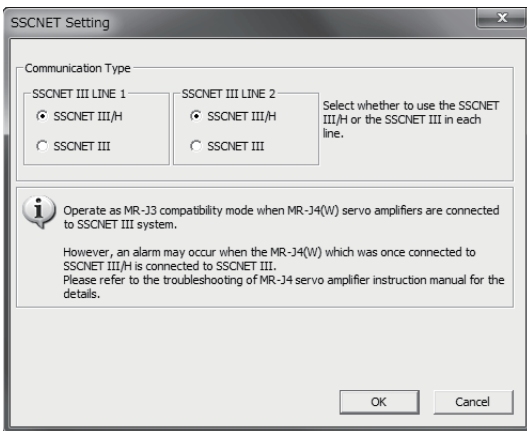 SSCNET Setting
Communication Type
SSCNET III LINE 1
SSCNET III/H
SSCNET III
SSCNET III LINE 2
SSCNET III/H
SSCNET III
Select whether to use the SSCNET
III/H or the SSCNET III in each
line.
Operate as MR-J3 compatibility mode when MR-J4(W) servo amplifiers are connected
to SSCNET III system.
However, an alarm may occur when the MR-J4(W) which was once connected to
SSCNET III/H is connected to SSCNET III.
Please refer to the troubleshooting of MR-J4 servo amplifier instruction manual for the
details.
OK
Cancel